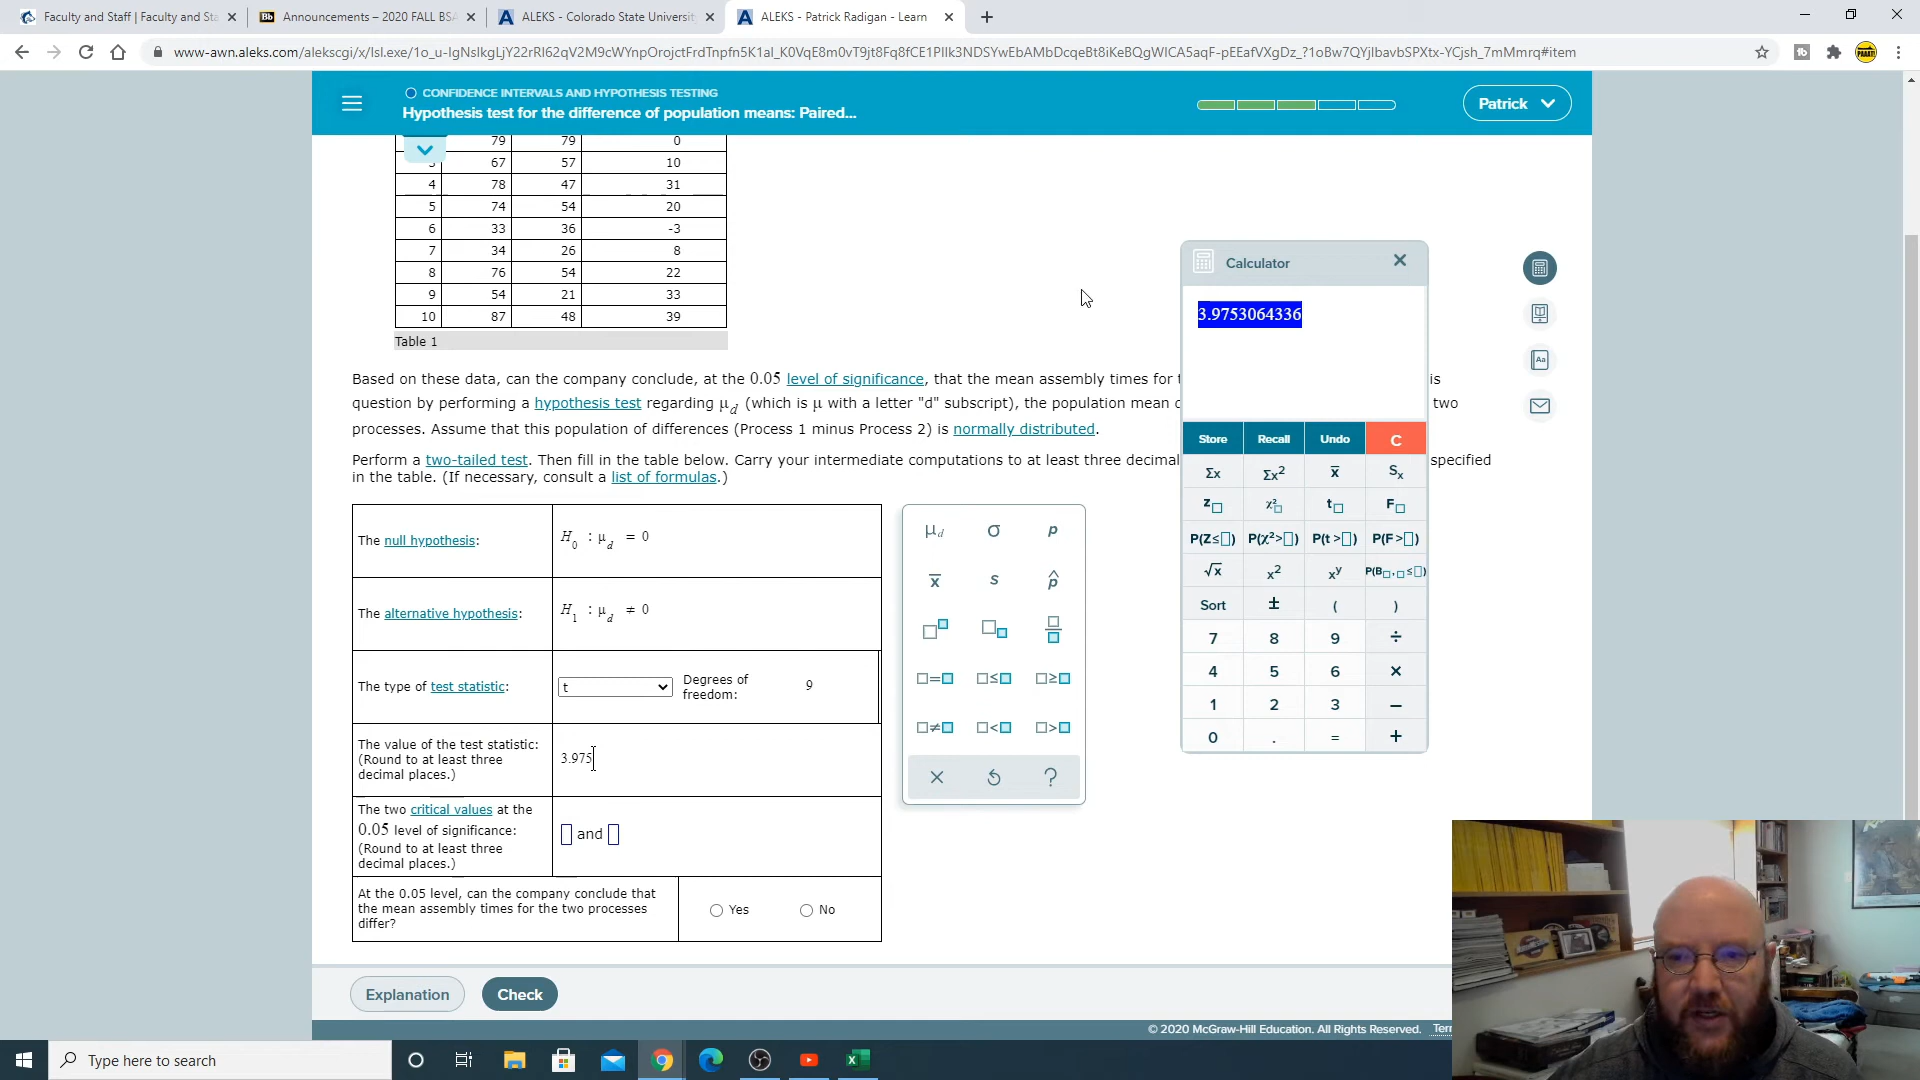 Faculty and Staff | Faculty and Sta
Announcements – 2020 FALL BSA
ALEKS - Colorado State Universit
ALEKS - Patrick Radigan - Learn
CONFIDENCE INTERVALS AND HYPOTHESIS TESTING
Hypothesis test for the difference of population means: Paired...
Patrick
79 79 0
67 57 10
4 78 47 31
5 74 54 20
6 33 36 -3
7 34 26 8
8 76 54 22
9 54 21 33
10 87 48 39
Table 1
Based on these data, can the company conclude, at the 0.05 level of significance, that the mean assembly times for t is
question by performing a hypothesis test regarding μd (which is μ with a letter "d" subscript), the population mean two
processes. Assume that this population of differences (Process 1 minus Process 2) is normally distributed.
Perform a two-tailed test. Then fill in the table below. Carry your intermediate computations to at least three decimal specified
in the table. (If necessary, consult a list of formulas.)
The null hypothesis: H0 : μd = 0
The alternative hypothesis: H1 : μd ≠ 0
The type of test statistic: t Degrees of freedom: 9
The value of the test statistic:
(Round to at least three
decimal places.)
3.975
The two critical values at the
0.05 level of significance:
(Round to at least three
decimal places.)
□ and □
At the 0.05 level, can the company conclude that
the mean assembly times for the two processes
differ?
Yes No
μd σ p
x̄ s p̂
□=□ □≤□ □≥□
□≠□ □<□ □>□
× ?
Calculator
3.9753064336
Store Recall Undo C
Σx Σx² x̄ Sx
z□ χ²□ t□ F□
P(Z≤□) P(χ²>□) P(t >□) P(F >□)
√x x² xʸ P(B□,□≤□)
Sort ± ( )
7 8 9 ÷
4 5 6 ×
1 2 3 −
0 . = +
Explanation Check
© 2020 McGraw-Hill Education. All Rights Reserved. Ter
Type here to search